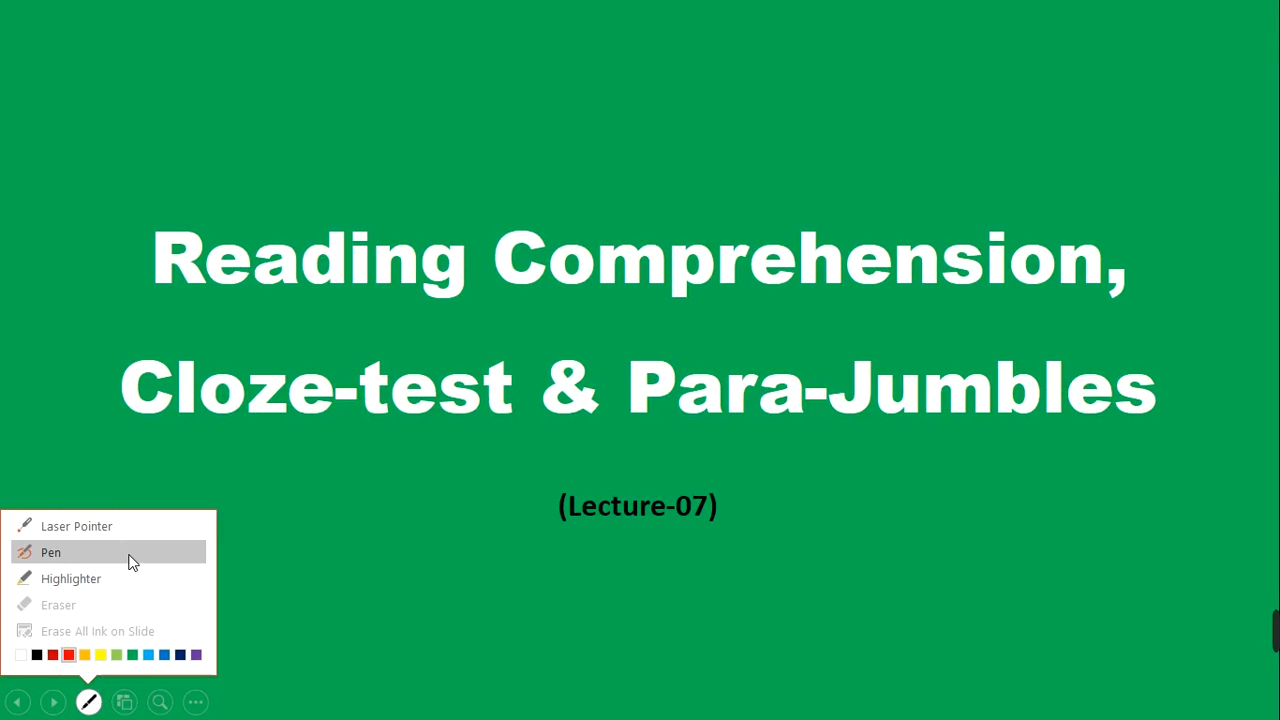 Reading Comprehension,
Cloze-test & Para-Jumbles
(Lecture-07)
Laser Pointer
Pen
Highlighter
Eraser
Erase All Ink on Slide